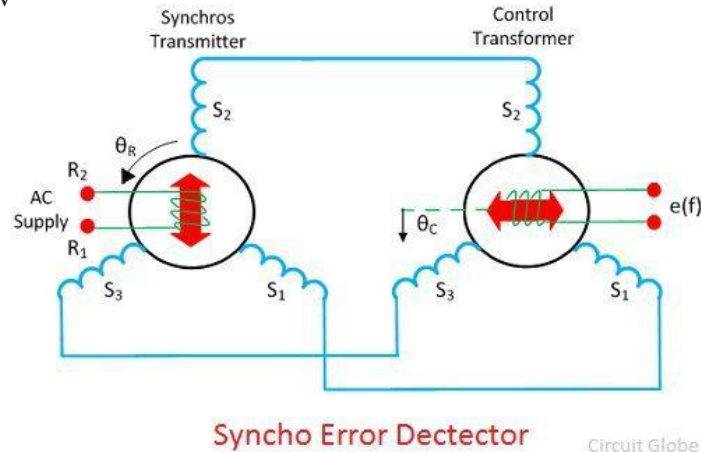 Synchros
Transmitter
Control
Transformer
S2
S2
θR
R2
AC
Supply
R1
e(f)
θC
S3
S1
S3
S1
Syncho Error Dectector
Circuit Globe